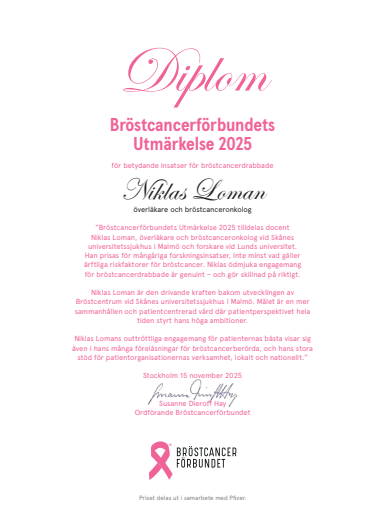 Diplom
Bröstcancerförbundets
Utmärkelse 2025
för betydande insatser för bröstcancerdrabbade
Niklas Loman
överläkare och bröstcanceronkolog
"Bröstcancerförbundets Utmärkelse 2025 tilldelas docent
Niklas Loman, överläkare och bröstcanceronkolog vid Skånes
universitetssjukhus i Malmö och forskare vid Lunds universitet.
Han prisas för mångåriga forskningsinsatser, inte minst vad gäller
ärftliga riskfaktorer för bröstcancer. Niklas ödmjuka engagemang
för bröstcancerdrabbade är genuint – och gör skillnad på riktigt.
Niklas Loman är den drivande kraften bakom utvecklingen av
Bröstcentrum vid Skånes universitetssjukhus i Malmö. Målet är en mer
sammanhållen och patientcentrerad vård där patientperspektivet hela
tiden styrt hans höga ambitioner.
Niklas Lomans outtröttliga engagemang för patienternas bästa visar sig
även i hans många föreläsningar för bröstcancerberörda, och hans stora
stöd för patientorganisationernas verksamhet, lokalt och nationellt."
Stockholm 15 november 2025
Susanne Dieroff Hay
Ordförande Bröstcancerförbundet
BRÖSTCANCER
FÖRBUNDET
Priset delas ut i samarbete med Pfizer.